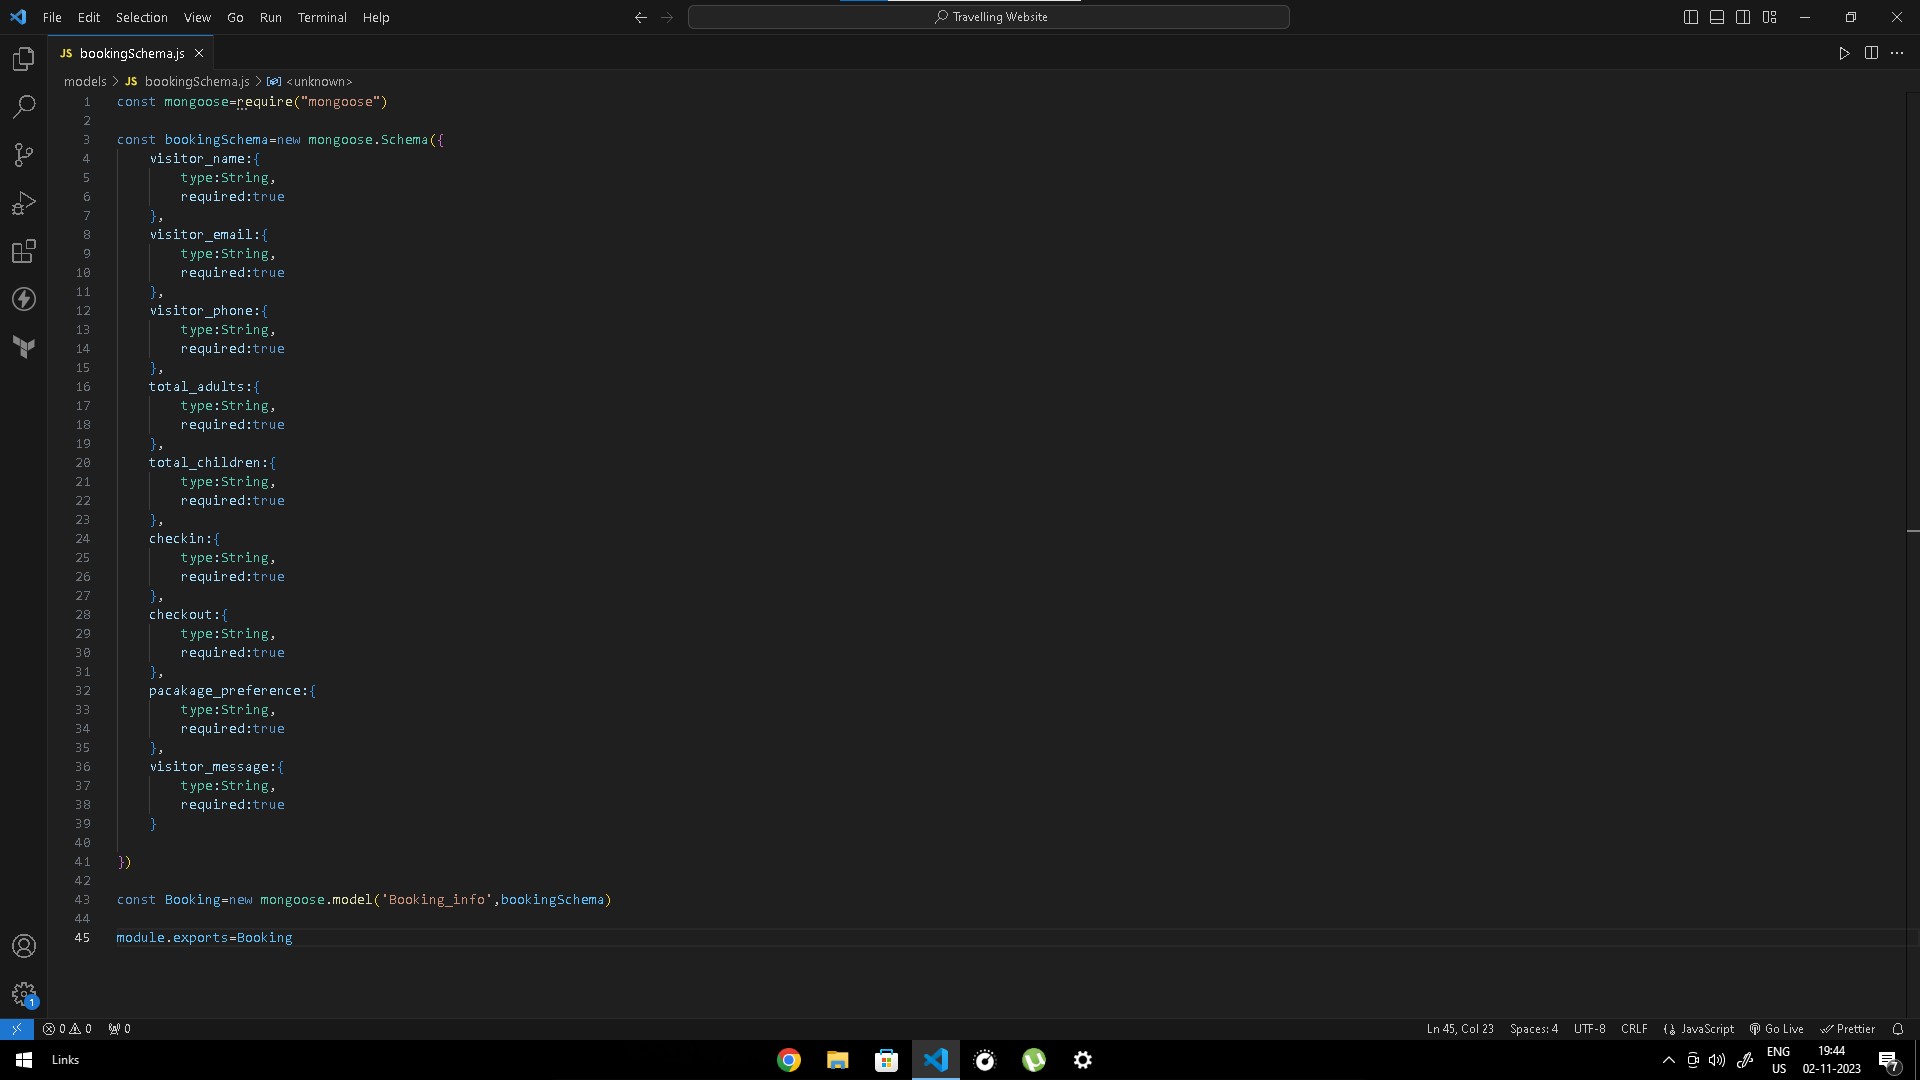 File Edit Selection View Go Run Terminal Help
Travelling Website
JS bookingSchema.js
models > JS bookingSchema.js > <unknown>
1 const mongoose=require("mongoose")
2
3 const bookingSchema=new mongoose.Schema({
4 visitor_name:{
5 type:String,
6 required:true
7 },
8 visitor_email:{
9 type:String,
10 required:true
11 },
12 visitor_phone:{
13 type:String,
14 required:true
15 },
16 total_adults:{
17 type:String,
18 required:true
19 },
20 total_children:{
21 type:String,
22 required:true
23 },
24 checkin:{
25 type:String,
26 required:true
27 },
28 checkout:{
29 type:String,
30 required:true
31 },
32 pacakage_preference:{
33 type:String,
34 required:true
35 },
36 visitor_message:{
37 type:String,
38 required:true
39 }
40
41 })
42
43 const Booking=new mongoose.model('Booking_info',bookingSchema)
44
45 module.exports=Booking
1
0 0 0 Ln 45, Col 23 Spaces: 4 UTF-8 CRLF JavaScript Go Live Prettier
Links
ENG
US
19:44
02-11-2023
7